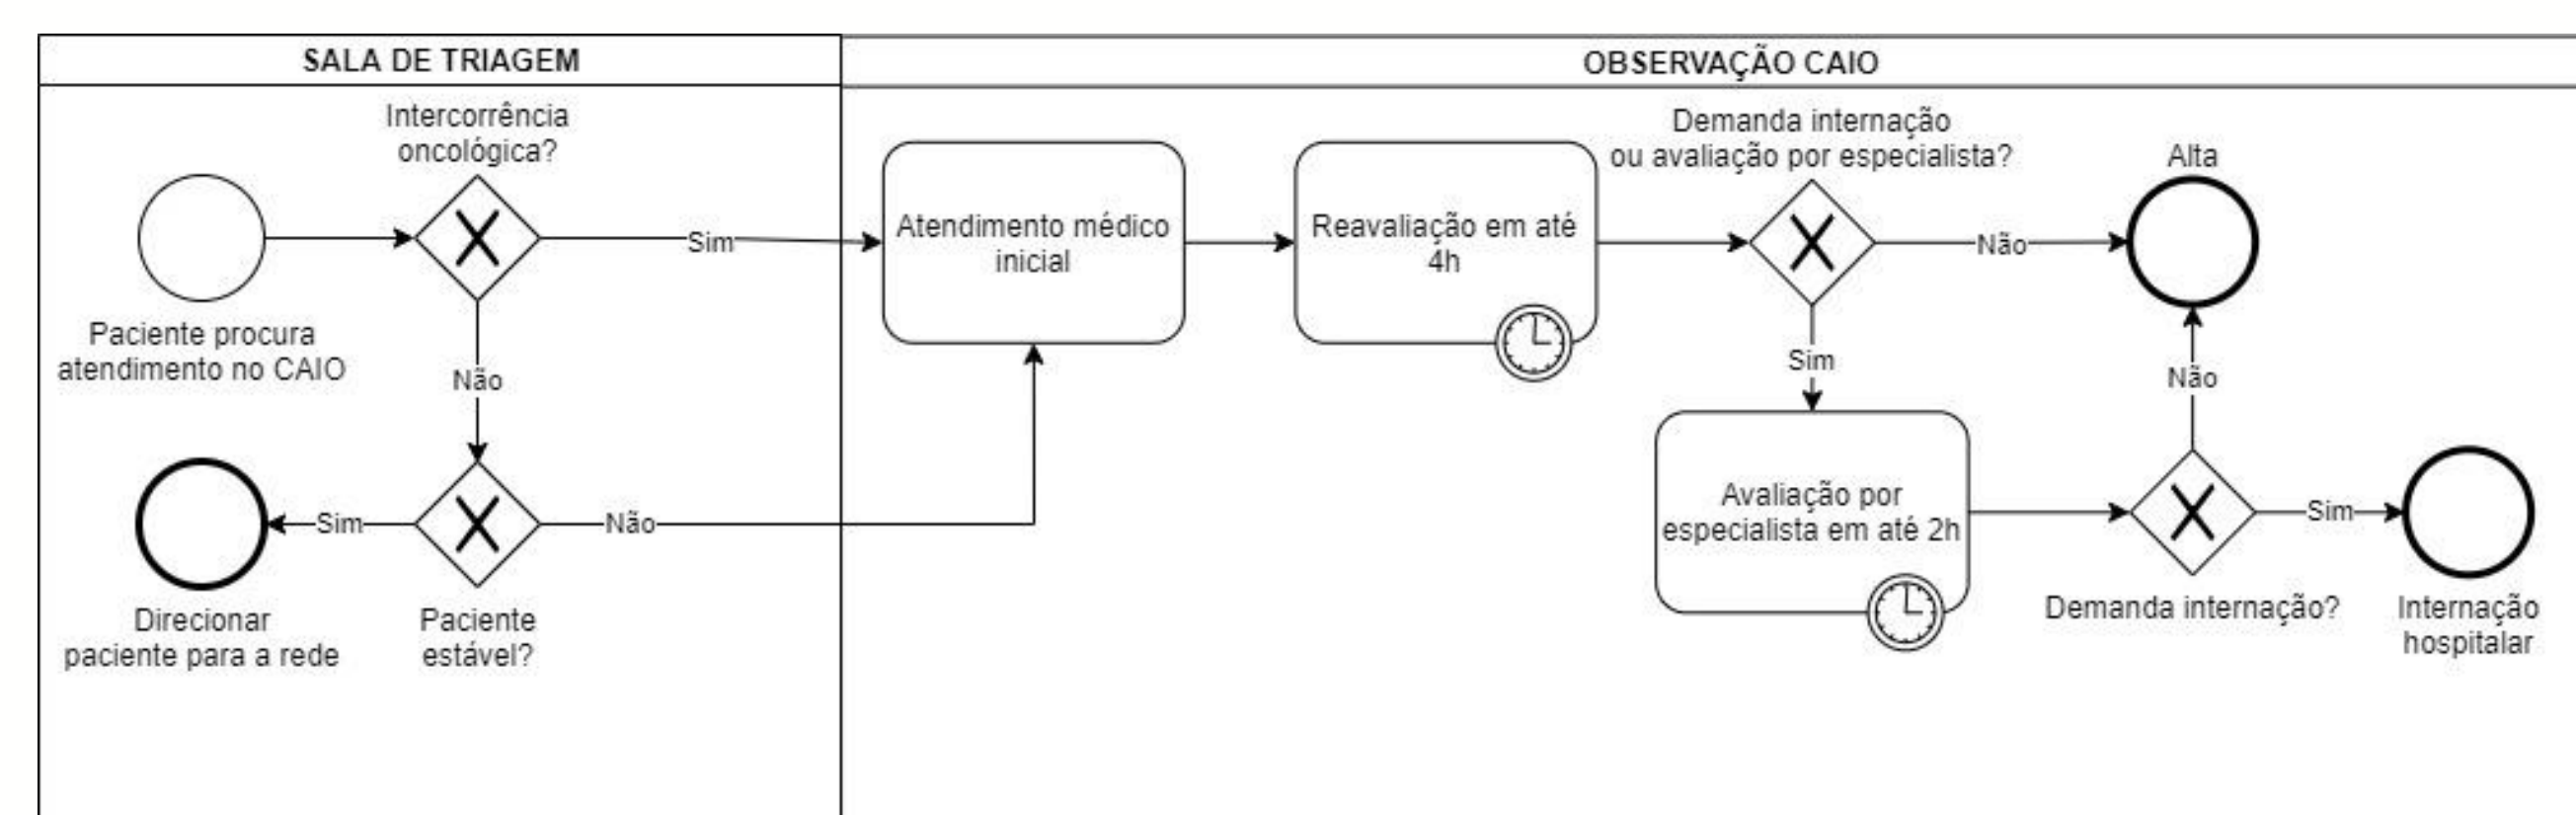 SALA DE TRIAGEM
OBSERVAÇÃO CAIO
Intercorrência
oncológica?
Paciente procura
atendimento no CAIO
Sim
Não
Paciente
estável?
Sim
Direcionar
paciente para a rede
Não
Atendimento médico
inicial
Reavaliação em até
4h
Demanda internação
ou avaliação por especialista?
Não
Alta
Sim
Avaliação por
especialista em até 2h
Demanda internação?
Não
Sim
Internação
hospitalar